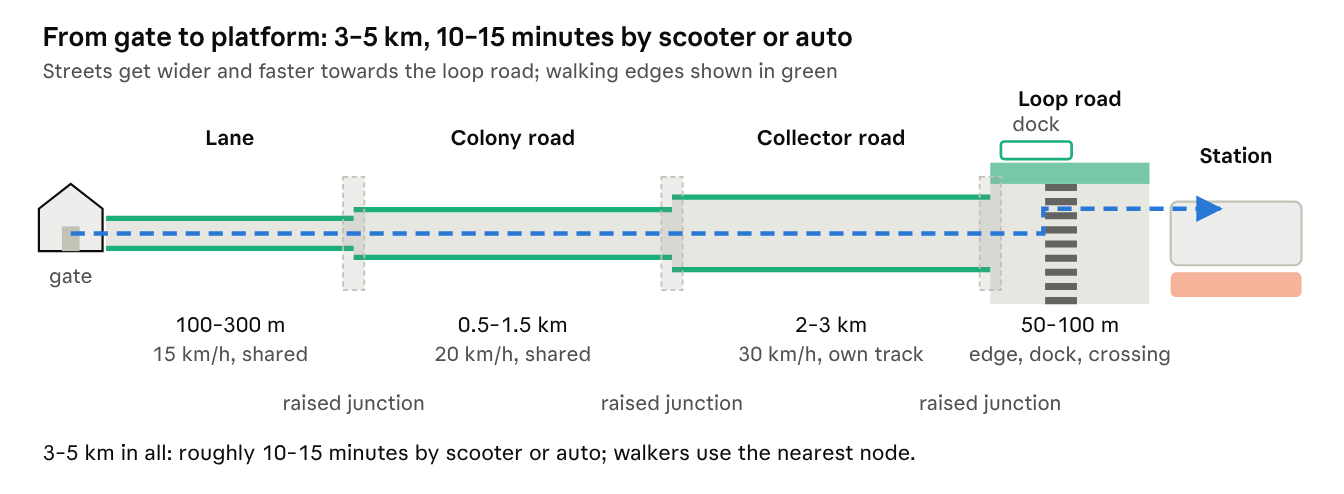 From gate to platform: 3–5 km, 10–15 minutes by scooter or auto
Streets get wider and faster towards the loop road; walking edges shown in green
Loop road
dock
Lane
Colony road
Collector road
Station
gate
100–300 m
0.5–1.5 km
2–3 km
50–100 m
15 km/h, shared
20 km/h, shared
30 km/h, own track
edge, dock, crossing
raised junction
raised junction
raised junction
3–5 km in all: roughly 10–15 minutes by scooter or auto; walkers use the nearest node.